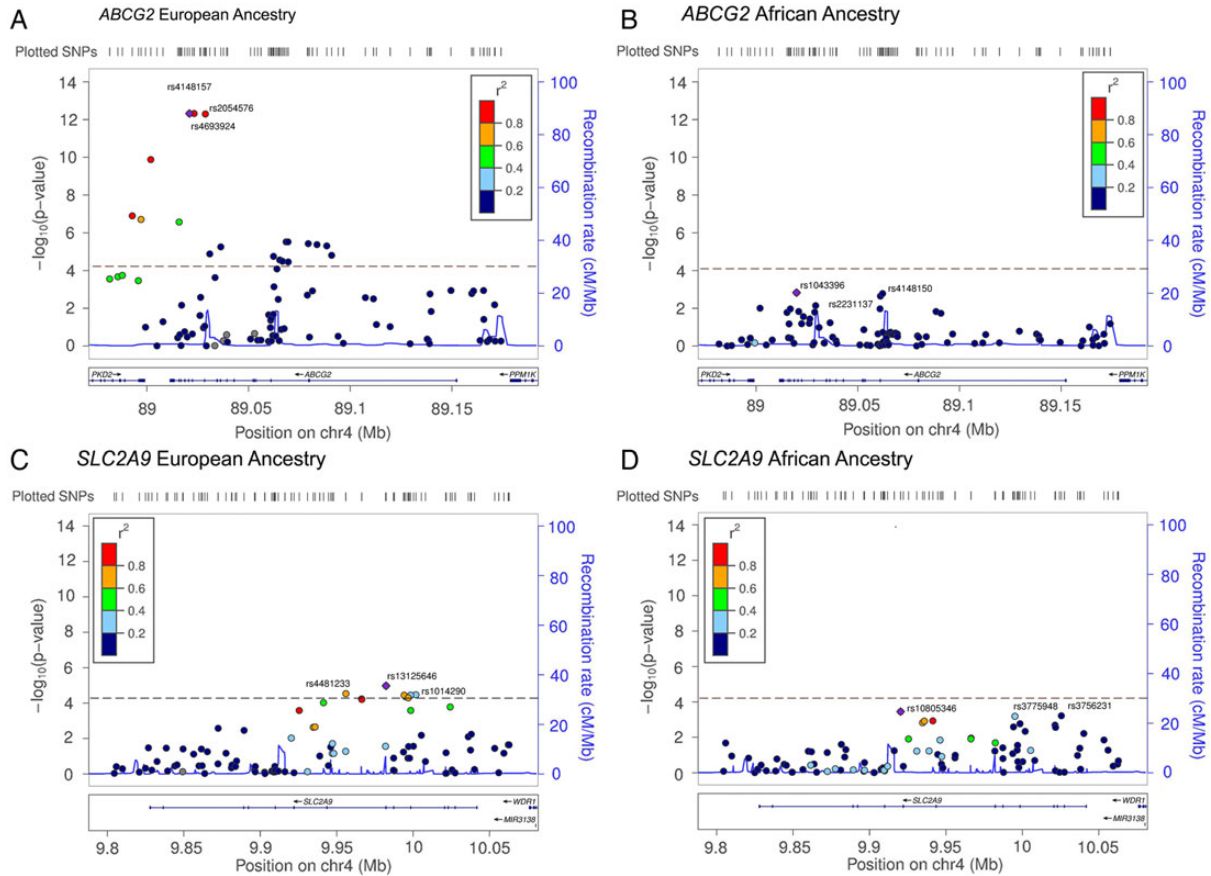 A
ABCG2 European Ancestry
Plotted SNPs
14
12
10
8
6
4
2
0
−log10(p-value)
rs4148157
rs2054576
rs4693924
r2
0.8
0.6
0.4
0.2
100
80
60
40
20
0
Recombination rate (cM/Mb)
PKD2→
←ABCG2
←PPM1K
89 89.05 89.1 89.15
Position on chr4 (Mb)
B
ABCG2 African Ancestry
Plotted SNPs
14
12
10
8
6
4
2
0
−log10(p-value)
rs1043396
rs2231137
rs4148150
r2
0.8
0.6
0.4
0.2
100
80
60
40
20
0
Recombination rate (cM/Mb)
PKD2→
←ABCG2
←PPM1K
89 89.05 89.1 89.15
Position on chr4 (Mb)
C
SLC2A9 European Ancestry
Plotted SNPs
14
12
10
8
6
4
2
0
−log10(p-value)
r2
0.8
0.6
0.4
0.2
rs13125646
rs4481233
rs1014290
100
80
60
40
20
0
Recombination rate (cM/Mb)
←SLC2A9
←WDR1
←MIR3138
9.8 9.85 9.9 9.95 10 10.05
Position on chr4 (Mb)
D
SLC2A9 African Ancestry
Plotted SNPs
14
12
10
8
6
4
2
0
−log10(p-value)
r2
0.8
0.6
0.4
0.2
rs10805346
rs3775948
rs3756231
100
80
60
40
20
0
Recombination rate (cM/Mb)
←SLC2A9
←WDR1
←MIR3138
9.8 9.85 9.9 9.95 10 10.05
Position on chr4 (Mb)